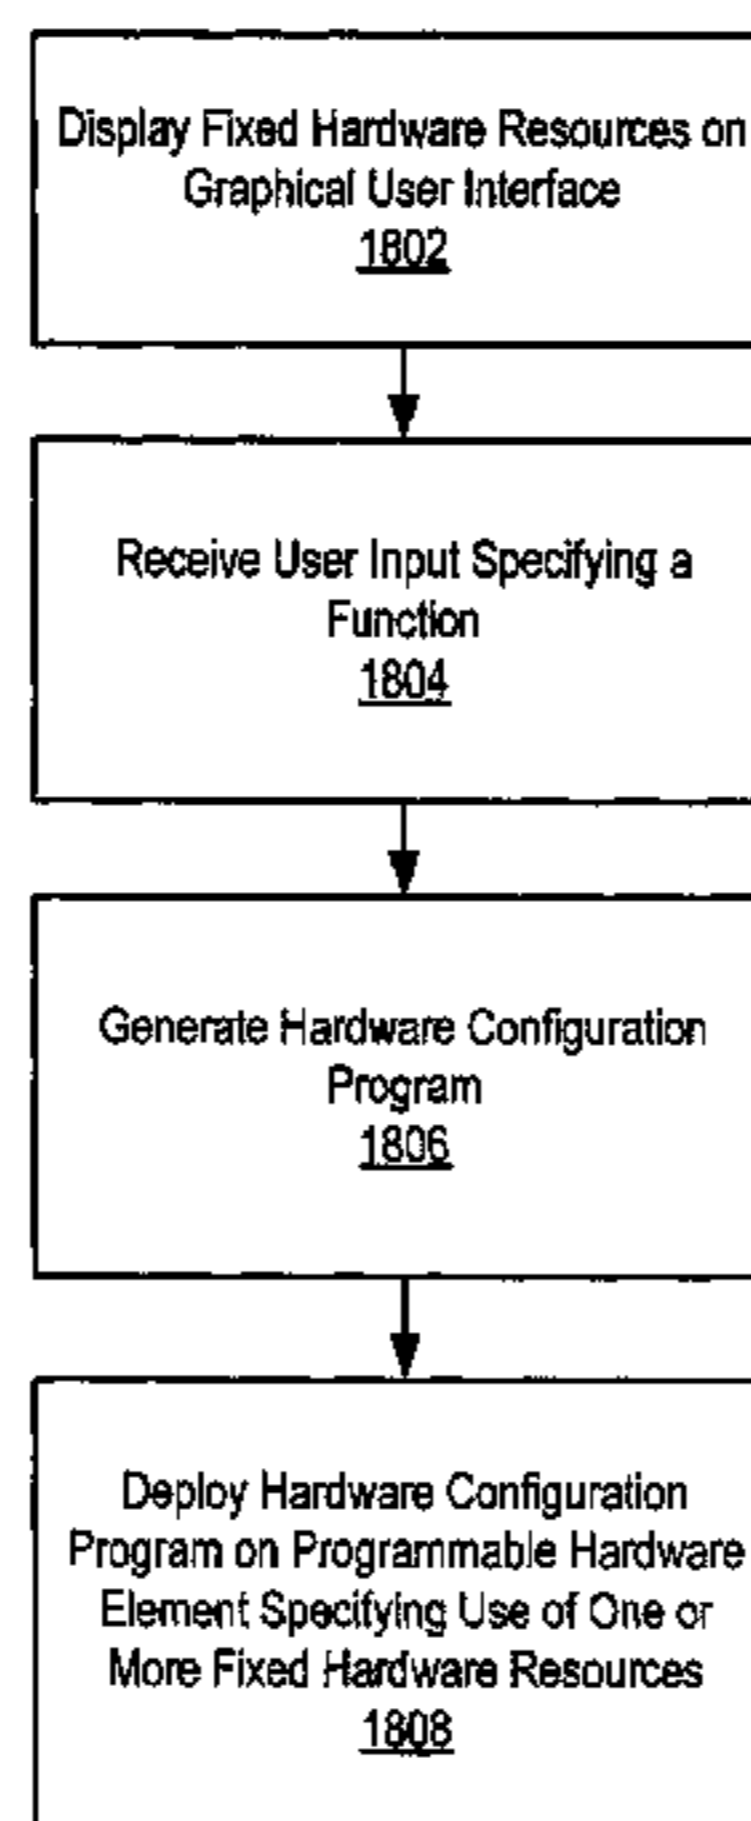 Display Fixed Hardware Resources on
Graphical User Interface
1802
Receive User Input Specifying a
Function
1804
Generate Hardware Configuration
Program
1806
Deploy Hardware Configuration
Program on Programmable Hardware
Element Specifying Use of One or
More Fixed Hardware Resources
1808